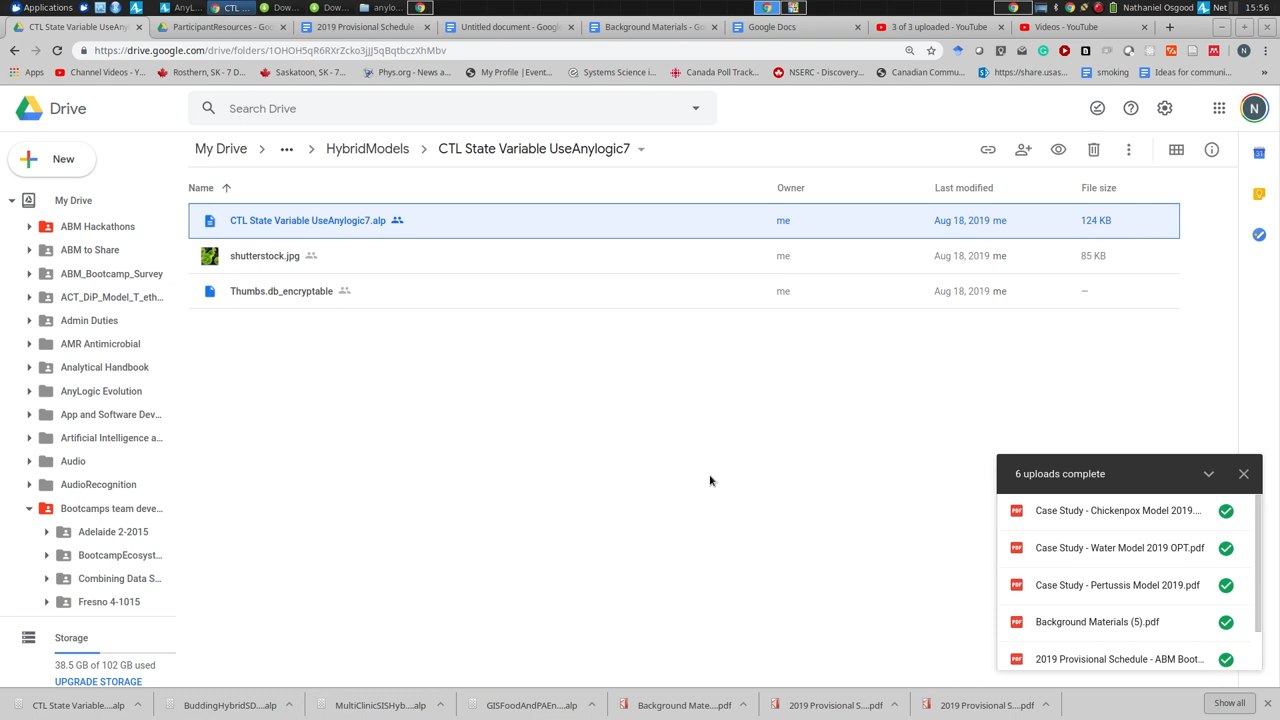 Applications
AnyL...
CTL ...
Dow...
Dow...
anylo...
Nathaniel Osgood
Net
15:56
CTL State Variable UseAny
ParticipantResources - Goo
2019 Provisional Schedule
Untitled document - Google
Background Materials - Goo
Google Docs
3 of 3 uploaded - YouTube
Videos - YouTube
https://drive.google.com/drive/folders/1OHOH5qR6RXrZcko3jJJ5qBqtbczXhMbv
Apps
Channel Videos - Y...
Rosthern, SK - 7 D...
Saskatoon, SK - 7...
Phys.org - News a...
My Profile | Event...
Systems Science i...
Canada Poll Track...
NSERC - Discovery...
Canadian Commu...
https://share.usas...
smoking
Ideas for communi...
Drive
Search Drive
N
New
My Drive
HybridModels
CTL State Variable UseAnylogic7
Name
Owner
Last modified
File size
CTL State Variable UseAnylogic7.alp
me
Aug 18, 2019 me
124 KB
shutterstock.jpg
me
Aug 18, 2019 me
85 KB
Thumbs.db_encryptable
me
Aug 18, 2019 me
—
My Drive
ABM Hackathons
ABM to Share
ABM_Bootcamp_Survey
ACT_DiP_Model_T_eth...
Admin Duties
AMR Antimicrobial
Analytical Handbook
AnyLogic Evolution
App and Software Dev...
Artificial Intelligence a...
Audio
AudioRecognition
Bootcamps team deve...
Adelaide 2-2015
BootcampEcosyst...
Combining Data S...
Fresno 4-1015
Storage
38.5 GB of 102 GB used
UPGRADE STORAGE
6 uploads complete
Case Study - Chickenpox Model 2019....
Case Study - Water Model 2019 OPT.pdf
Case Study - Pertussis Model 2019.pdf
Background Materials (5).pdf
2019 Provisional Schedule - ABM Boot...
CTL State Variable....alp
BuddingHybridSD....alp
MultiClinicSISHyb....alp
GISFoodAndPAEn....alp
Background Mate....pdf
2019 Provisional S....pdf
2019 Provisional S....pdf
Show all